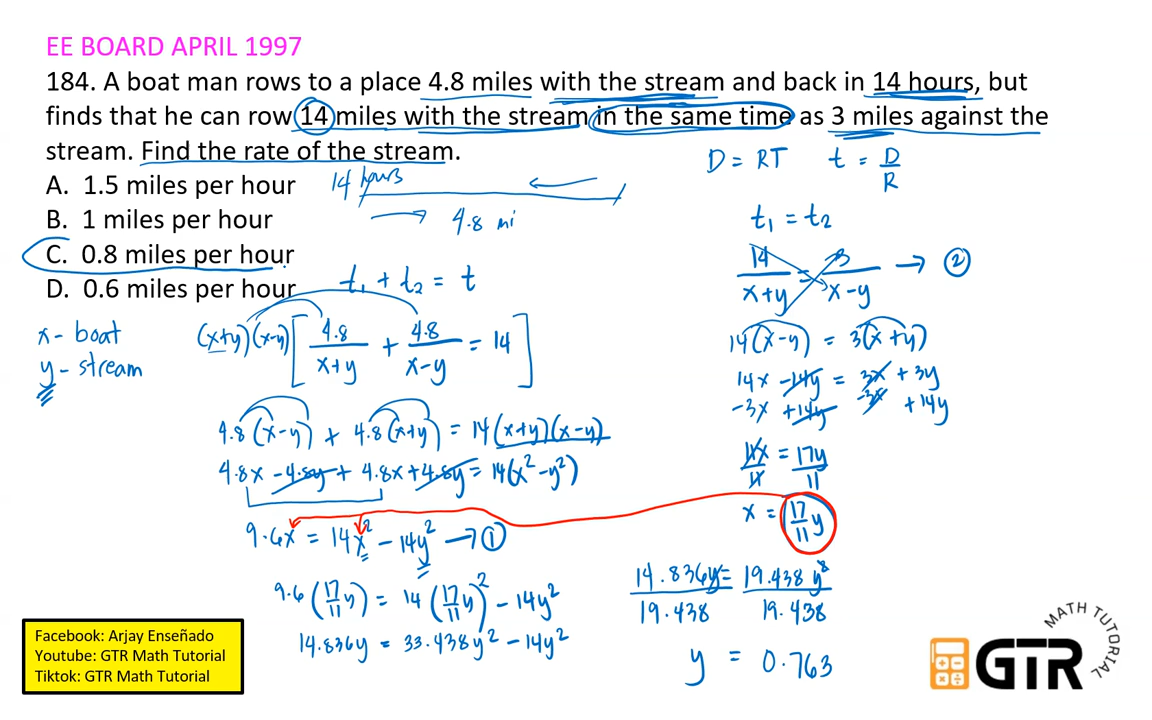 EE BOARD APRIL 1997
184. A boat man rows to a place 4.8 miles with the stream and back in 14 hours, but
finds that he can row 14 miles with the stream in the same time as 3 miles against the
stream. Find the rate of the stream.
A. 1.5 miles per hour
B. 1 miles per hour
C. 0.8 miles per hour
D. 0.6 miles per hour
14 hours
4.8 mi
x - boat
y - stream
t₁ + t₂ = t
(x+y)(x-y)[4.8/(x+y) + 4.8/(x-y) = 14]
4.8(x-y) + 4.8(x+y) = 14(x+y)(x-y)
4.8x - 4.8y + 4.8x + 4.8y = 14(x² - y²)
9.6x = 14x² - 14y² → ①
9.6(17/11 y) = 14(17/11 y)² - 14y²
14.836y = 33.438y² - 14y²
D = RT t = D/R
t₁ = t₂
14/(x+y) = 3/(x-y) → ②
14(x-y) = 3(x+y)
14x - 14y = 3x + 3y
-3x + 14y -3x + 14y
11x/11 = 17y/11
x = 17/11 y
14.836y/19.438 = 19.438y²/19.438
y = 0.763
Facebook: Arjay Enseñado
Youtube: GTR Math Tutorial
Tiktok: GTR Math Tutorial
GTR
MATH TUTORIAL